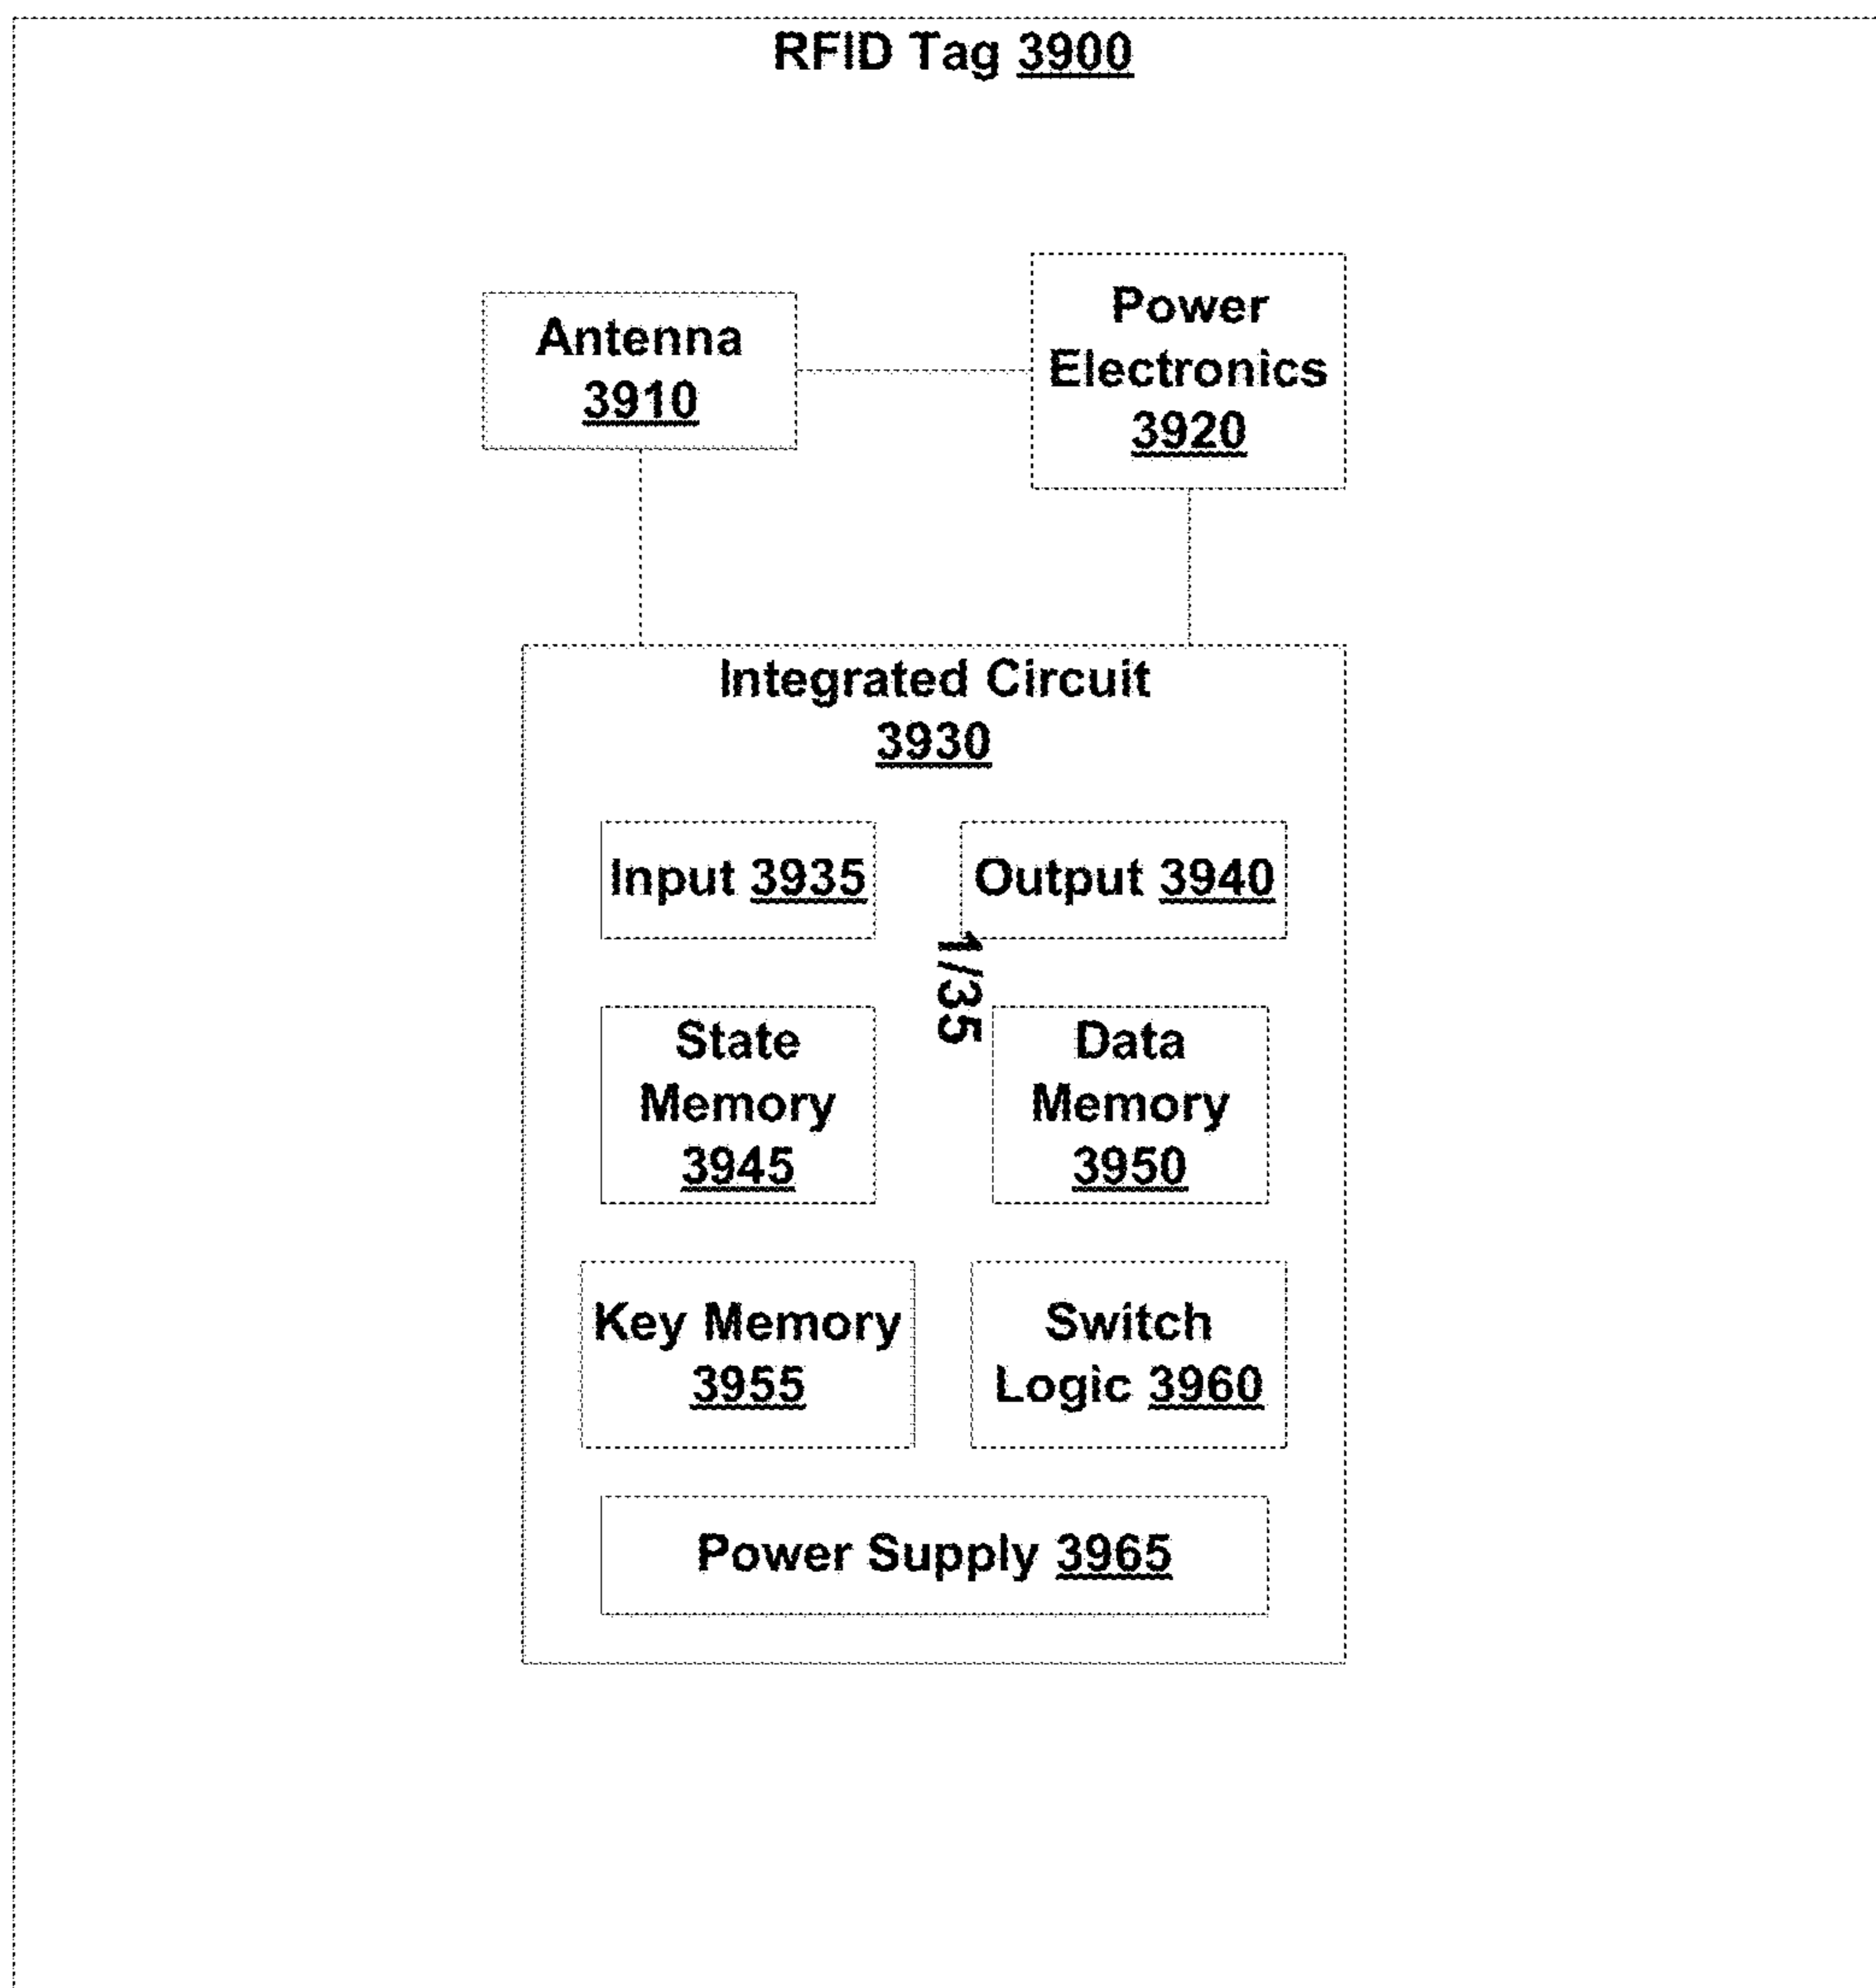 RFID Tag 3900
Antenna
3910
Power
Electronics
3920
Integrated Circuit
3930
Input 3935
Output 3940
1/35
State
Memory
3945
Data
Memory
3950
Key Memory
3955
Switch
Logic 3960
Power Supply 3965